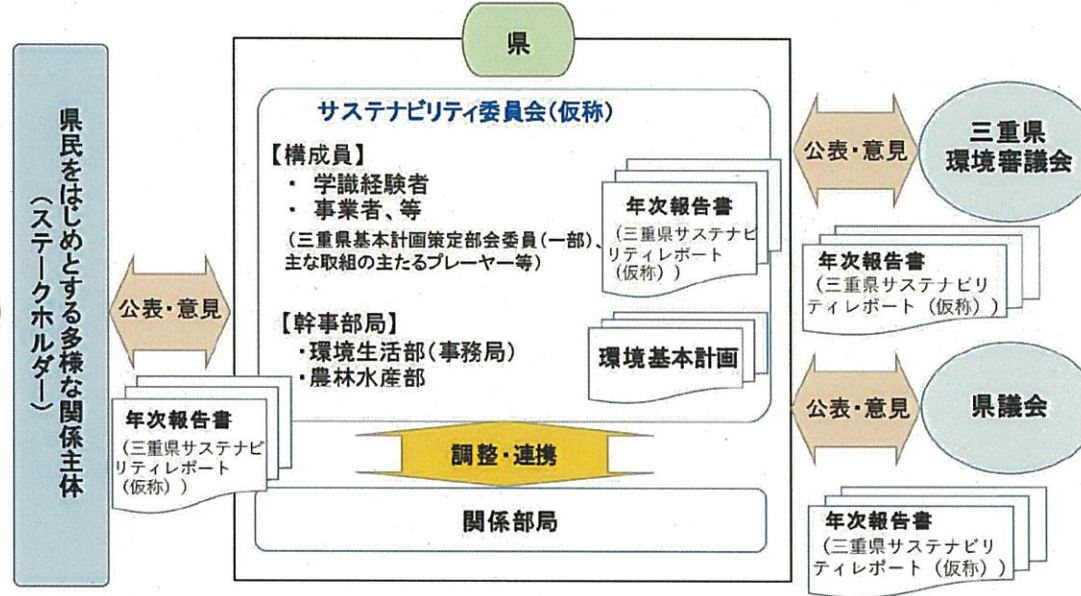 県民をはじめとする多様な関係主体
(ステークホルダー)
公表・意見
年次報告書
(三重県サステナビ
リティレポート
(仮称))
県
サステナビリティ委員会(仮称)
【構成員】
・ 学識経験者
・ 事業者、等
(三重県基本計画策定部会委員(一部)、
主な取組の主たるプレーヤー等)
年次報告書
(三重県サステナビ
リティレポート
(仮称))
【幹事部局】
・環境生活部(事務局)
・農林水産部
環境基本計画
調整・連携
関係部局
公表・意見
三重県
環境審議会
年次報告書
(三重県サステナビリ
ティレポート(仮称))
公表・意見
県議会
年次報告書
(三重県サステナビリ
ティレポート(仮称))